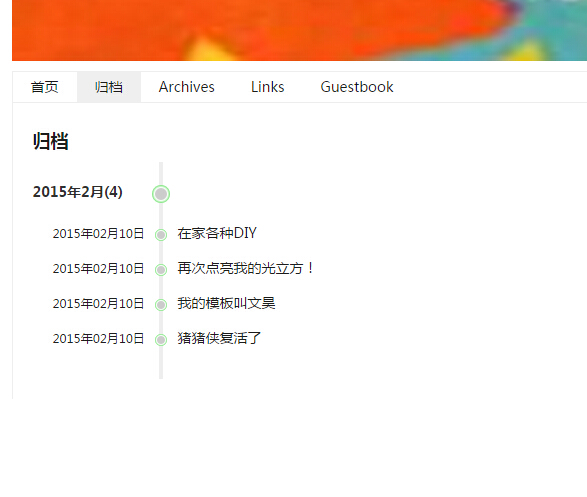 首页 归档 Archives Links Guestbook
归档
2015年2月(4)
2015年02月10日 在家各种DIY
2015年02月10日 再次点亮我的光立方！
2015年02月10日 我的模板叫文昊
2015年02月10日 猪猪侠复活了